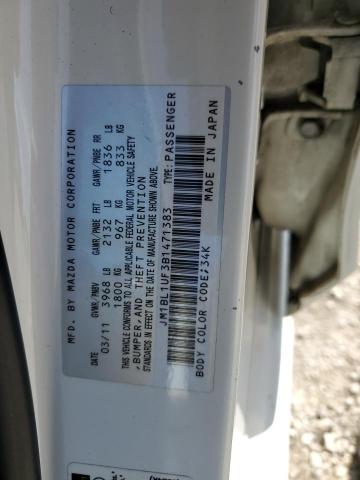 MFD. BY MAZDA MOTOR CORPORATION
DATE GVWR/PNBV GAWR/PNBE FRT GAWR/PNBE RR
03/11 3968 LB 2132 LB 1836 LB
1800 KG 967 KG 833 KG
THIS VEHICLE CONFORMS TO ALL APPLICABLE FEDERAL MOTOR VEHICLE SAFETY
,BUMPER,AND THEFT PREVENTION
STANDARDS IN EFFECT ON THE DATE OF MANUFACTURE SHOWN ABOVE.
JM1BL1UF3B1471383 TYPE: PASSENGER
BODY COLOR CODE;34K MADE IN JAPAN